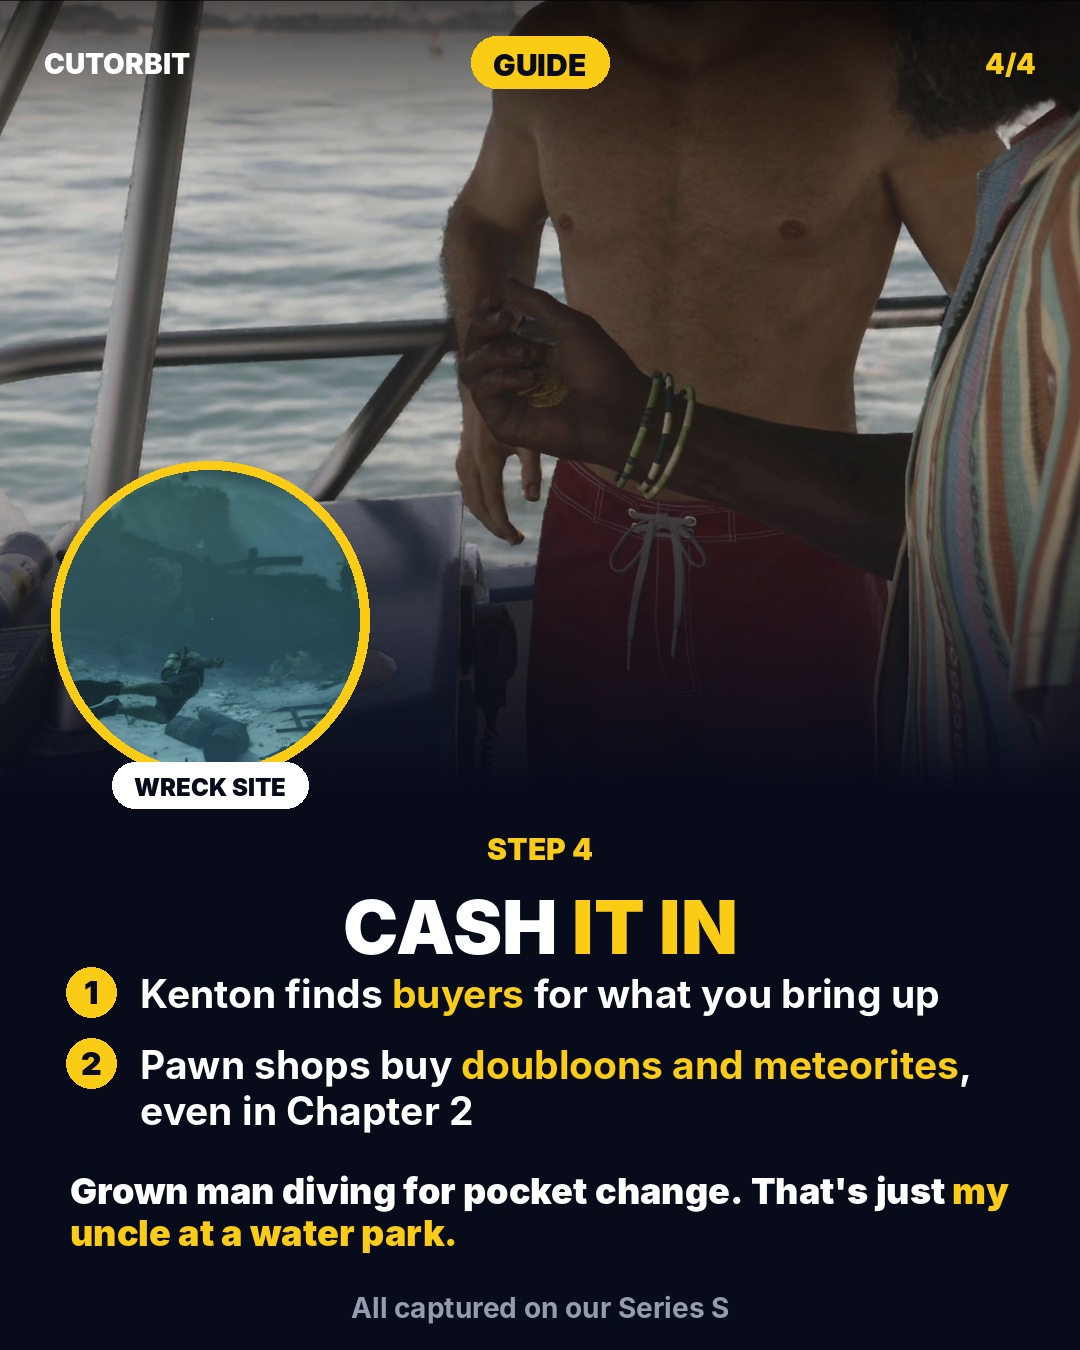 CUTORBIT
GUIDE
4/4
WRECK SITE
STEP 4
CASH IT IN
1 Kenton finds buyers for what you bring up
2 Pawn shops buy doubloons and meteorites,
even in Chapter 2
Grown man diving for pocket change. That's just my
uncle at a water park.
All captured on our Series S